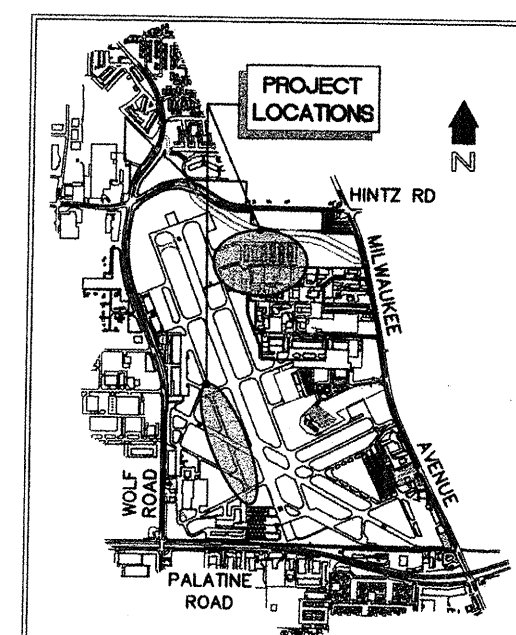 PROJECT
LOCATIONS
N
HINTZ RD
MILWAUKEE
AVENUE
WOLF
ROAD
PALATINE
ROAD